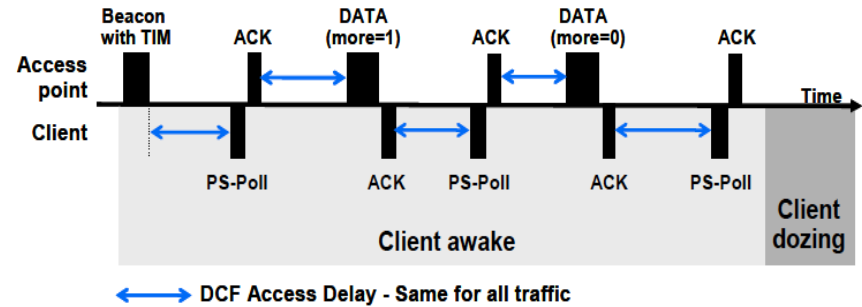 Beacon
with TIM
ACK
DATA
(more=1)
ACK
DATA
(more=0)
ACK
Access
point
Time
Client
PS-Poll
ACK
PS-Poll
ACK
PS-Poll
Client awake
Client
dozing
DCF Access Delay - Same for all traffic